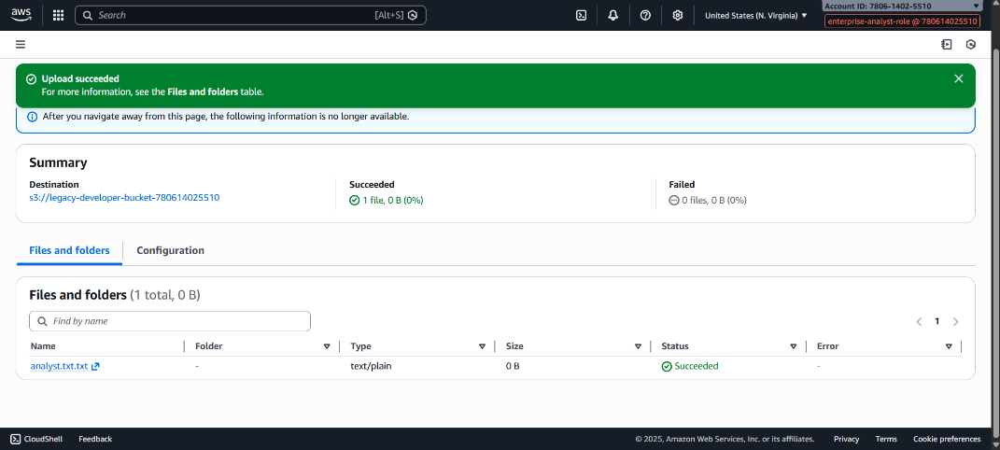 aws
Search
[Alt+S]
United States (N. Virginia)
Account ID: 7806-1402-5510
enterprise-analyst-role @ 780614025510
Upload succeeded
For more information, see the Files and folders table.
After you navigate away from this page, the following information is no longer available.
Summary
Destination
s3://legacy-developer-bucket-780614025510
Succeeded
1 file, 0 B (0%)
Failed
0 files, 0 B (0%)
Files and folders
Configuration
Files and folders (1 total, 0 B)
Find by name
1
Name Folder Type Size Status Error
analyst.txt.txt - text/plain 0 B Succeeded -
CloudShell Feedback © 2025, Amazon Web Services, Inc. or its affiliates. Privacy Terms Cookie preferences